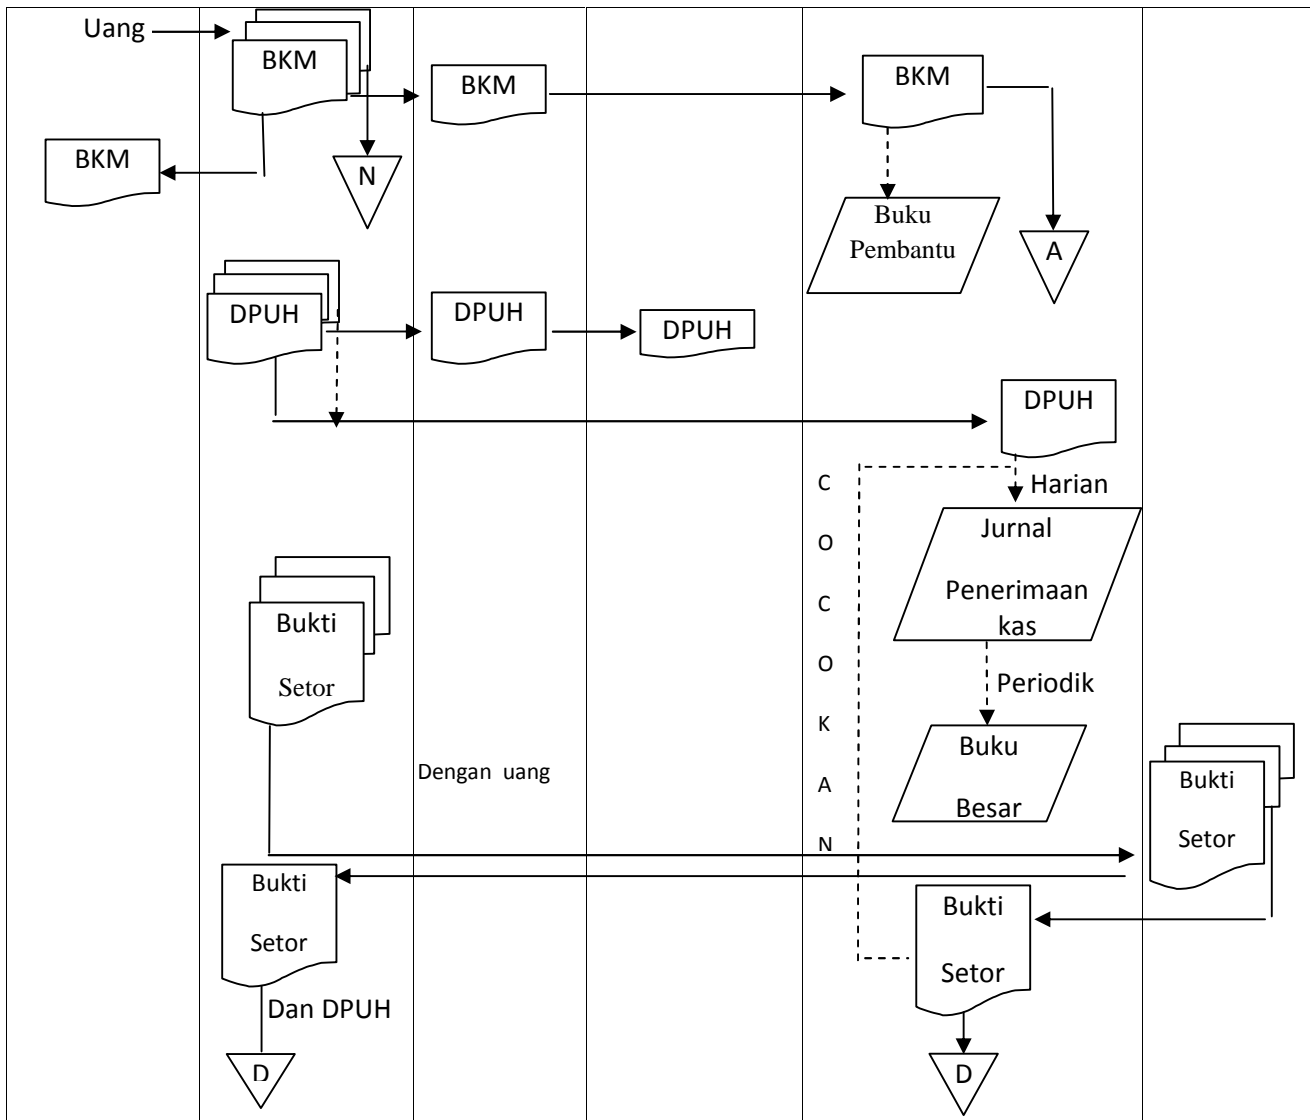 Uang
BKM
BKM
BKM
BKM
N
Buku
Pembantu
A
DPUH
DPUH
DPUH
DPUH
Harian
C
O
C
O
K
A
N
Jurnal
Penerimaan
kas
Bukti
Setor
Periodik
Buku
Besar
Dengan uang
Bukti
Setor
Bukti
Setor
Bukti
Setor
Dan DPUH
D
D